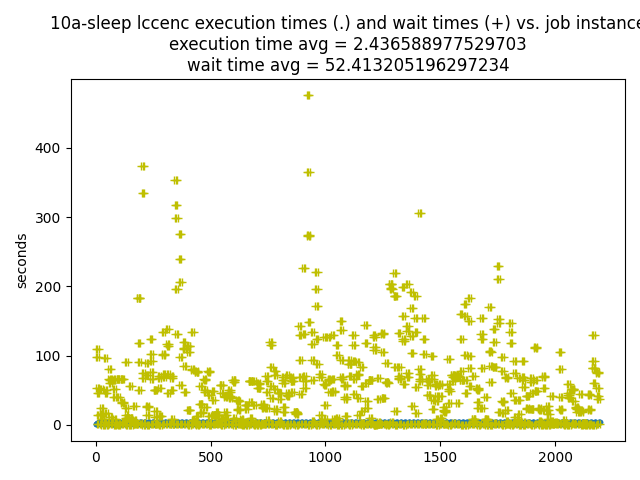 10a-sleep lccenc execution times (.) and wait times (+) vs. job instance
execution time avg = 2.436588977529703
wait time avg = 52.413205196297234
seconds
400
300
200
100
0
0 500 1000 1500 2000